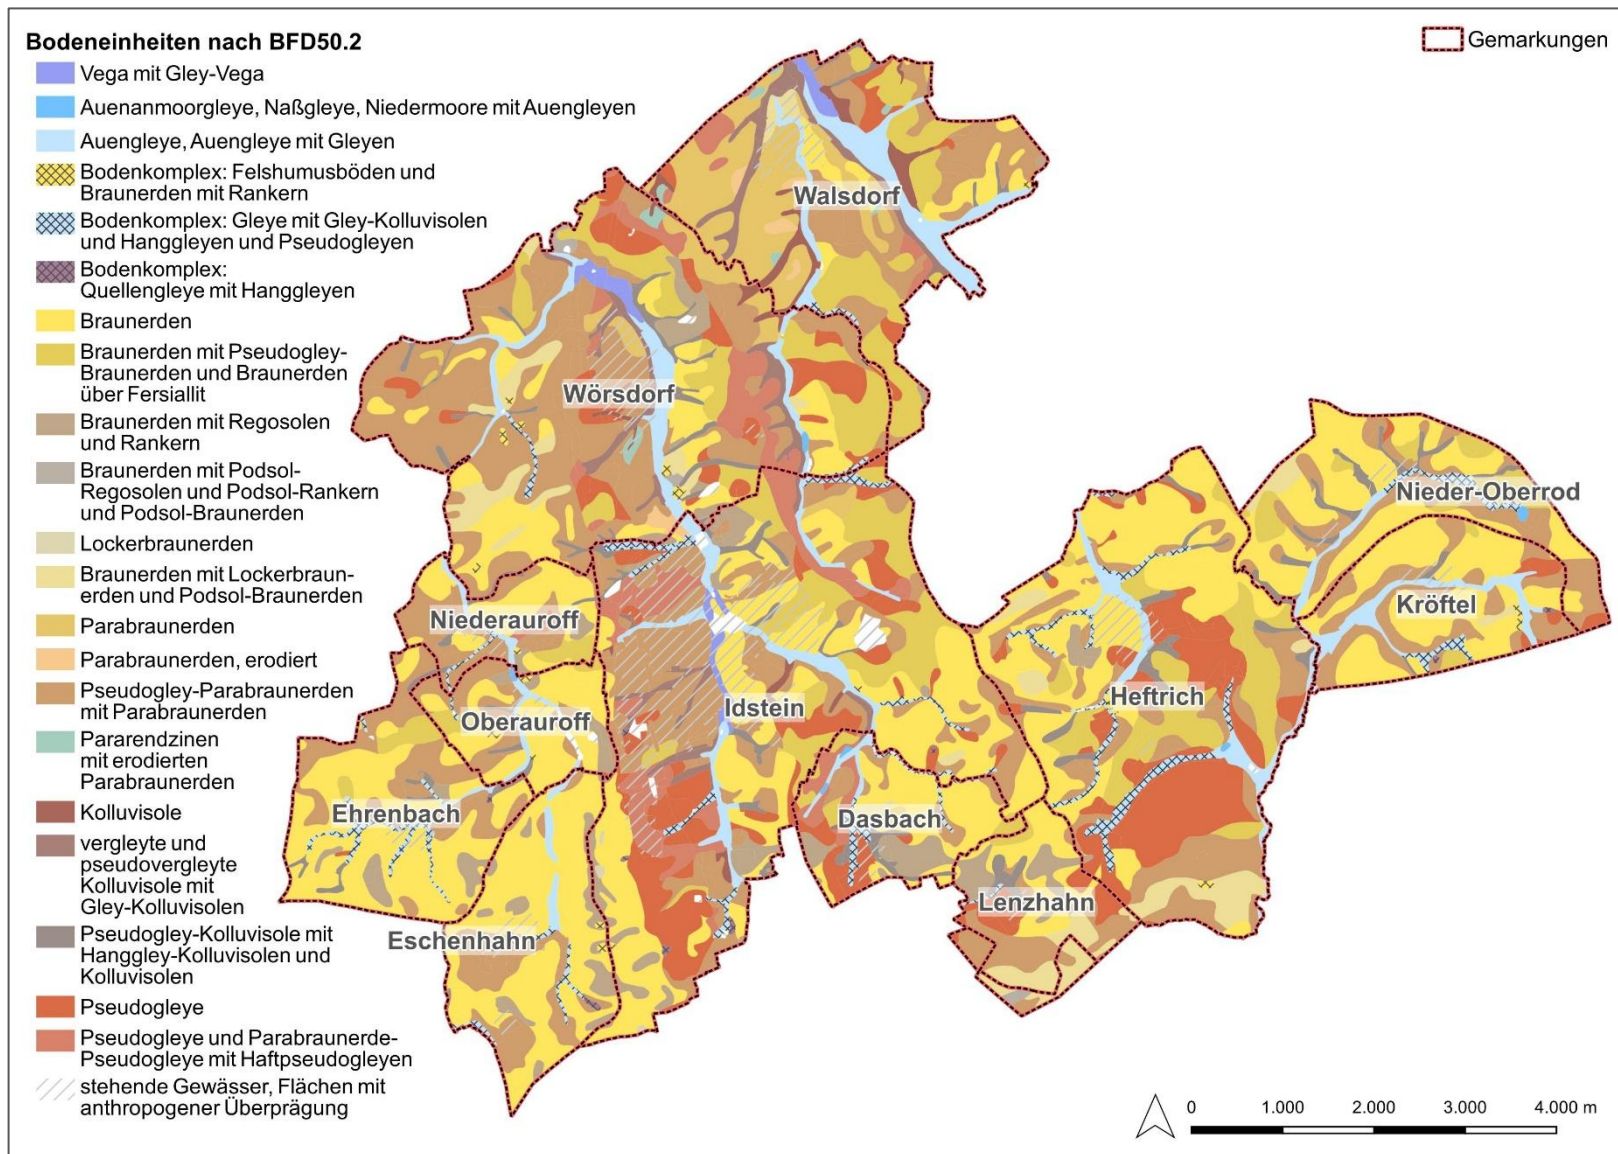 Bodeneinheiten nach BFD50.2
Vega mit Gley-Vega
Auenanmoorgleye, Naßgleye, Niedermoore mit Auengleyen
Auengleye, Auengleye mit Gleyen
Bodenkomplex: Felshumusböden und
Braunerden mit Rankern
Bodenkomplex: Gleye mit Gley-Kolluvisolen
und Hanggleyen und Pseudogleyen
Bodenkomplex:
Quellengleye mit Hanggleyen
Braunerden
Braunerden mit Pseudogley-
Braunerden und Braunerden
über Fersiallit
Braunerden mit Regosolen
und Rankern
Braunerden mit Podsol-
Regosolen und Podsol-Rankern
und Podsol-Braunerden
Lockerbraunerden
Braunerden mit Lockerbraun-
erden und Podsol-Braunerden
Parabraunerden
Parabraunerden, erodiert
Pseudogley-Parabraunerden
mit Parabraunerden
Pararendzinen
mit erodierten
Parabraunerden
Kolluvisole
vergleyte und
pseudovergleyte
Kolluvisole mit
Gley-Kolluvisolen
Pseudogley-Kolluvisole mit
Hanggley-Kolluvisolen und
Kolluvisolen
Pseudogleye
Pseudogleye und Parabraunerde-
Pseudogleye mit Haftpseudogleyen
stehende Gewässer, Flächen mit
anthropogener Überprägung
Gemarkungen
Walsdorf
Wörsdorf
Nieder-Oberrod
Kröftel
Niederauroff
Heftrich
Idstein
Oberauroff
Ehrenbach
Dasbach
Lenzhahn
Eschenhahn
0 1.000 2.000 3.000 4.000 m